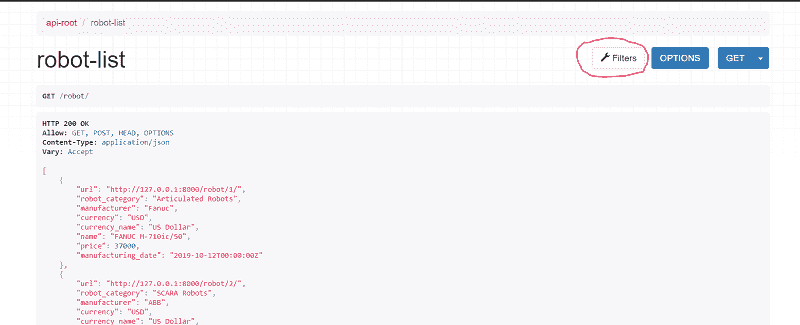 api-root / robot-list
robot-list
Filters
OPTIONS
GET
GET /robot/
HTTP 200 OK
Allow: GET, POST, HEAD, OPTIONS
Content-Type: application/json
Vary: Accept
[
{
"url": "http://127.0.0.1:8000/robot/1/",
"robot_category": "Articulated Robots",
"manufacturer": "Fanuc",
"currency": "USD",
"currency_name": "US Dollar",
"name": "FANUC M-710ic/50",
"price": 37000,
"manufacturing_date": "2019-10-12T00:00:00Z"
},
{
"url": "http://127.0.0.1:8000/robot/2/",
"robot_category": "SCARA Robots",
"manufacturer": "ABB",
"currency": "USD",
"currency_name": "US Dollar",